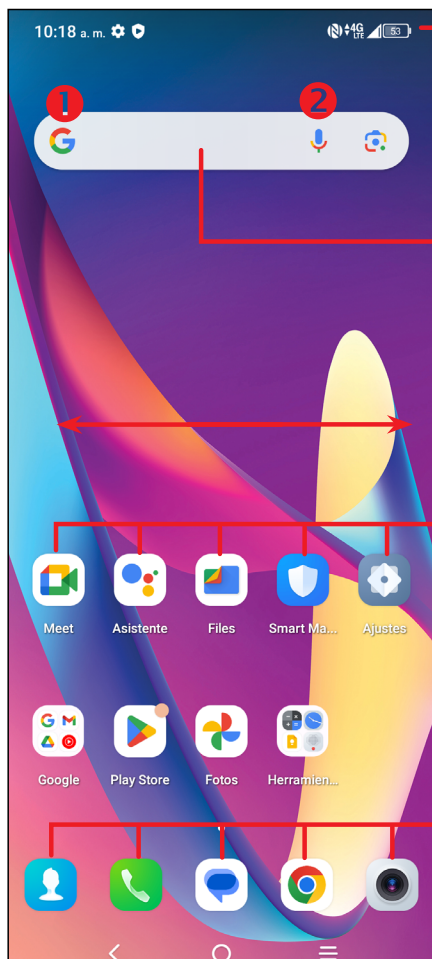 10:18 a. m.
4G
LTE
53
1
2
Meet
Asistente
Files
Smart Ma...
Ajustes
Google
Play Store
Fotos
Herramien...